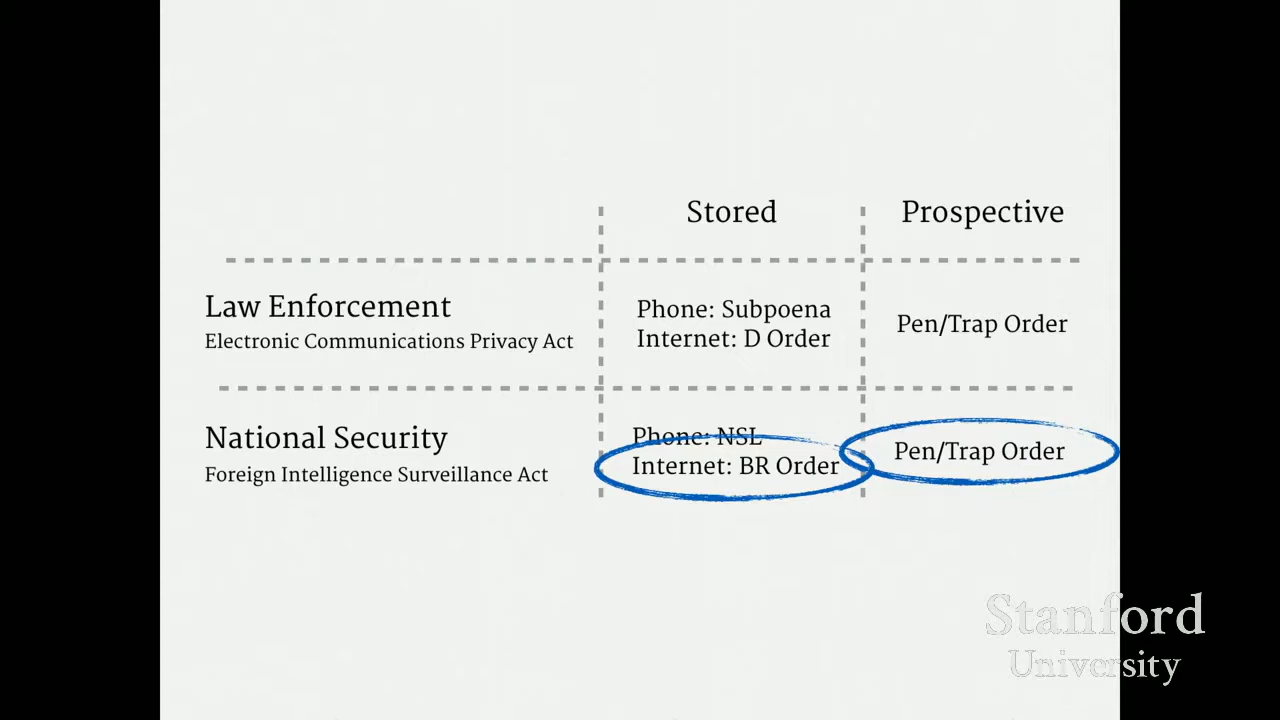 Stored
Prospective
Law Enforcement
Electronic Communications Privacy Act
Phone: Subpoena
Internet: D Order
Pen/Trap Order
National Security
Foreign Intelligence Surveillance Act
Phone: NSL
Internet: BR Order
Pen/Trap Order
Stanford
University